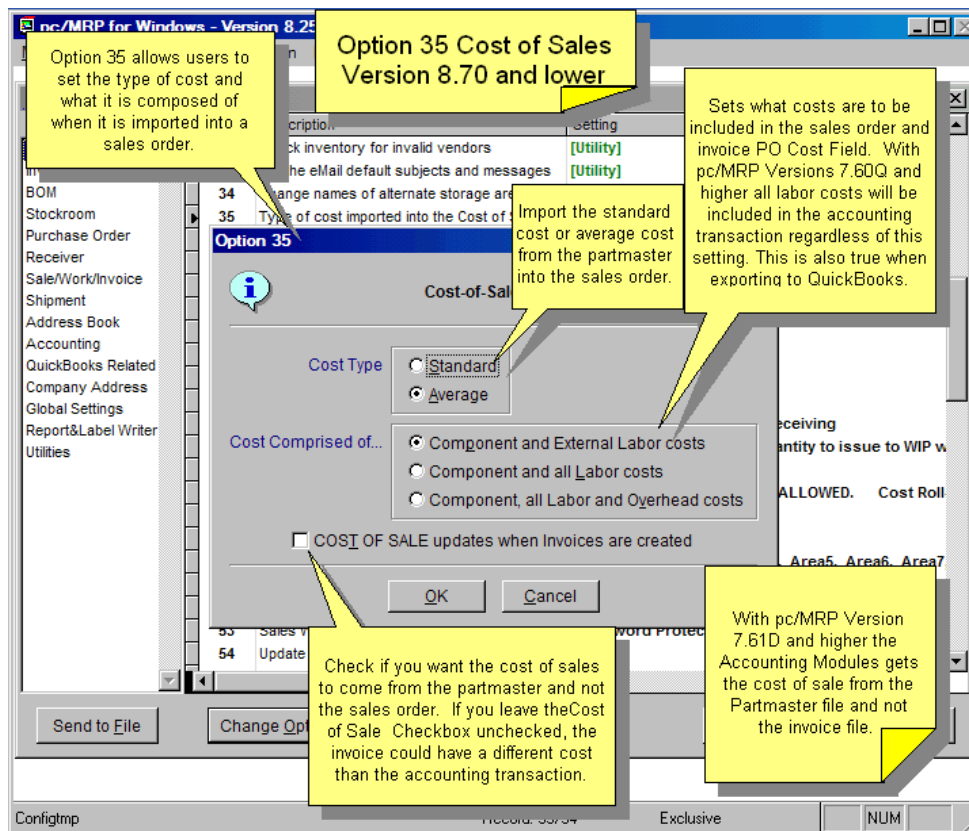 pc/MRP for Windows - Version 8.25
Option 35 Cost of Sales
Version 8.70 and lower
Option 35 allows users to
set the type of cost and
what it is composed of
when it is imported into a
sales order.
Sets what costs are to be
included in the sales order and
invoice PO Cost Field. With
pc/MRP Versions 7.60Q and
higher all labor costs will be
included in the accounting
transaction regardless of this
setting. This is also true when
exporting to QuickBooks.
Setting
ck inventory for invalid vendors [Utility]
he eMail default subjects and messages [Utility]
34 hange names of alternate storage are
35 Type of cost imported into the Cost of S
BOM
Stockroom
Purchase Order
Receiver
Sale/Work/Invoice
Shipment
Address Book
Accounting
QuickBooks Related
Company Address
Global Settings
Report&Label Writer
Utilities
Import the standard
cost or average cost
from the partmaster
into the sales order.
Option 35
Cost-of-Sal
Cost Type
Standard
Average
Cost Comprised of...
Component and External Labor costs
Component and all Labor costs
Component, all Labor and Overhead costs
COST OF SALE updates when Invoices are created
OK Cancel
eceiving
antity to issue to WIP w
ALLOWED. Cost Roll
Area5, Area6, Area7
53 Sales word Protec
54 Update
Check if you want the cost of sales
to come from the partmaster and not
the sales order. If you leave theCost
of Sale Checkbox unchecked, the
invoice could have a different cost
than the accounting transaction.
With pc/MRP Version
7.61D and higher the
Accounting Modules gets
the cost of sale from the
Partmaster file and not
the invoice file.
Send to File Change Opt
Configtmp Exclusive NUM